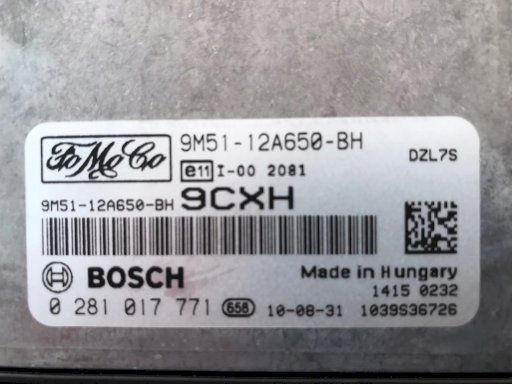 FoMoCo
9M51-12A650-BH
DZL7S
e11 I-00 2081
9M51-12A650-BH 9CXH
BOSCH
Made in Hungary
1415 0232
0 281 017 771 658 10-08-31 1039S36726